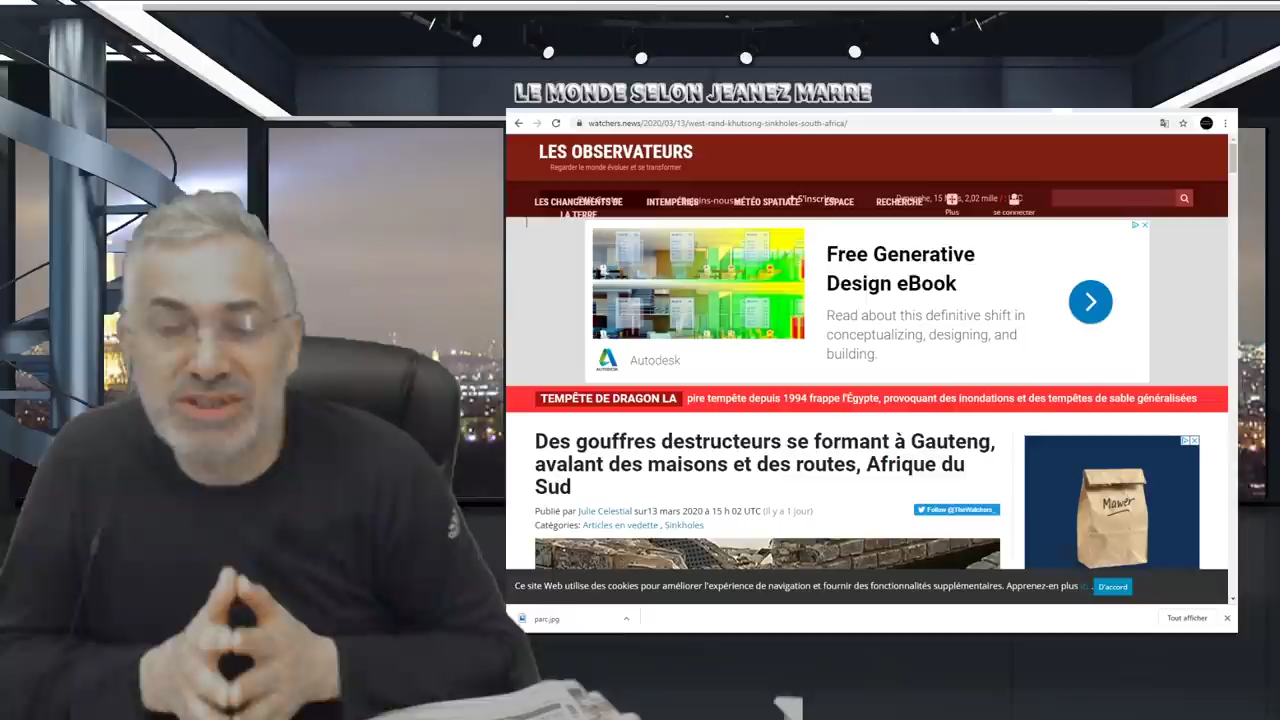 LE MONDE SELON JEANEZ MARRE
watchers.news/2020/03/13/west-rand-khutsong-sinkholes-south-africa/
LES OBSERVATEURS
Regarder le monde évoluer et se transformer
LES CHANGEMENTS DE LA TERRE
INTEMPÉRIES
MÉTÉO SPATIALE
ESPACE
RECHERCHE
Plus
se connecter
Free Generative
Design eBook
Read about this definitive shift in
conceptualizing, designing, and
building.
Autodesk
TEMPÊTE DE DRAGON LA pire tempête depuis 1994 frappe l'Égypte, provoquant des inondations et des tempêtes de sable généralisées
Des gouffres destructeurs se formant à Gauteng,
avalant des maisons et des routes, Afrique du
Sud
Publié par Julie Celestial sur13 mars 2020 à 15 h 02 UTC (il y a 1 jour)
Follow @TheWatchers_
Catégories: Articles en vedette , Sinkholes
Mawer
Ce site Web utilise des cookies pour améliorer l'expérience de navigation et fournir des fonctionnalités supplémentaires. Apprenez-en plus
D'accord
parc.jpg
Tout afficher